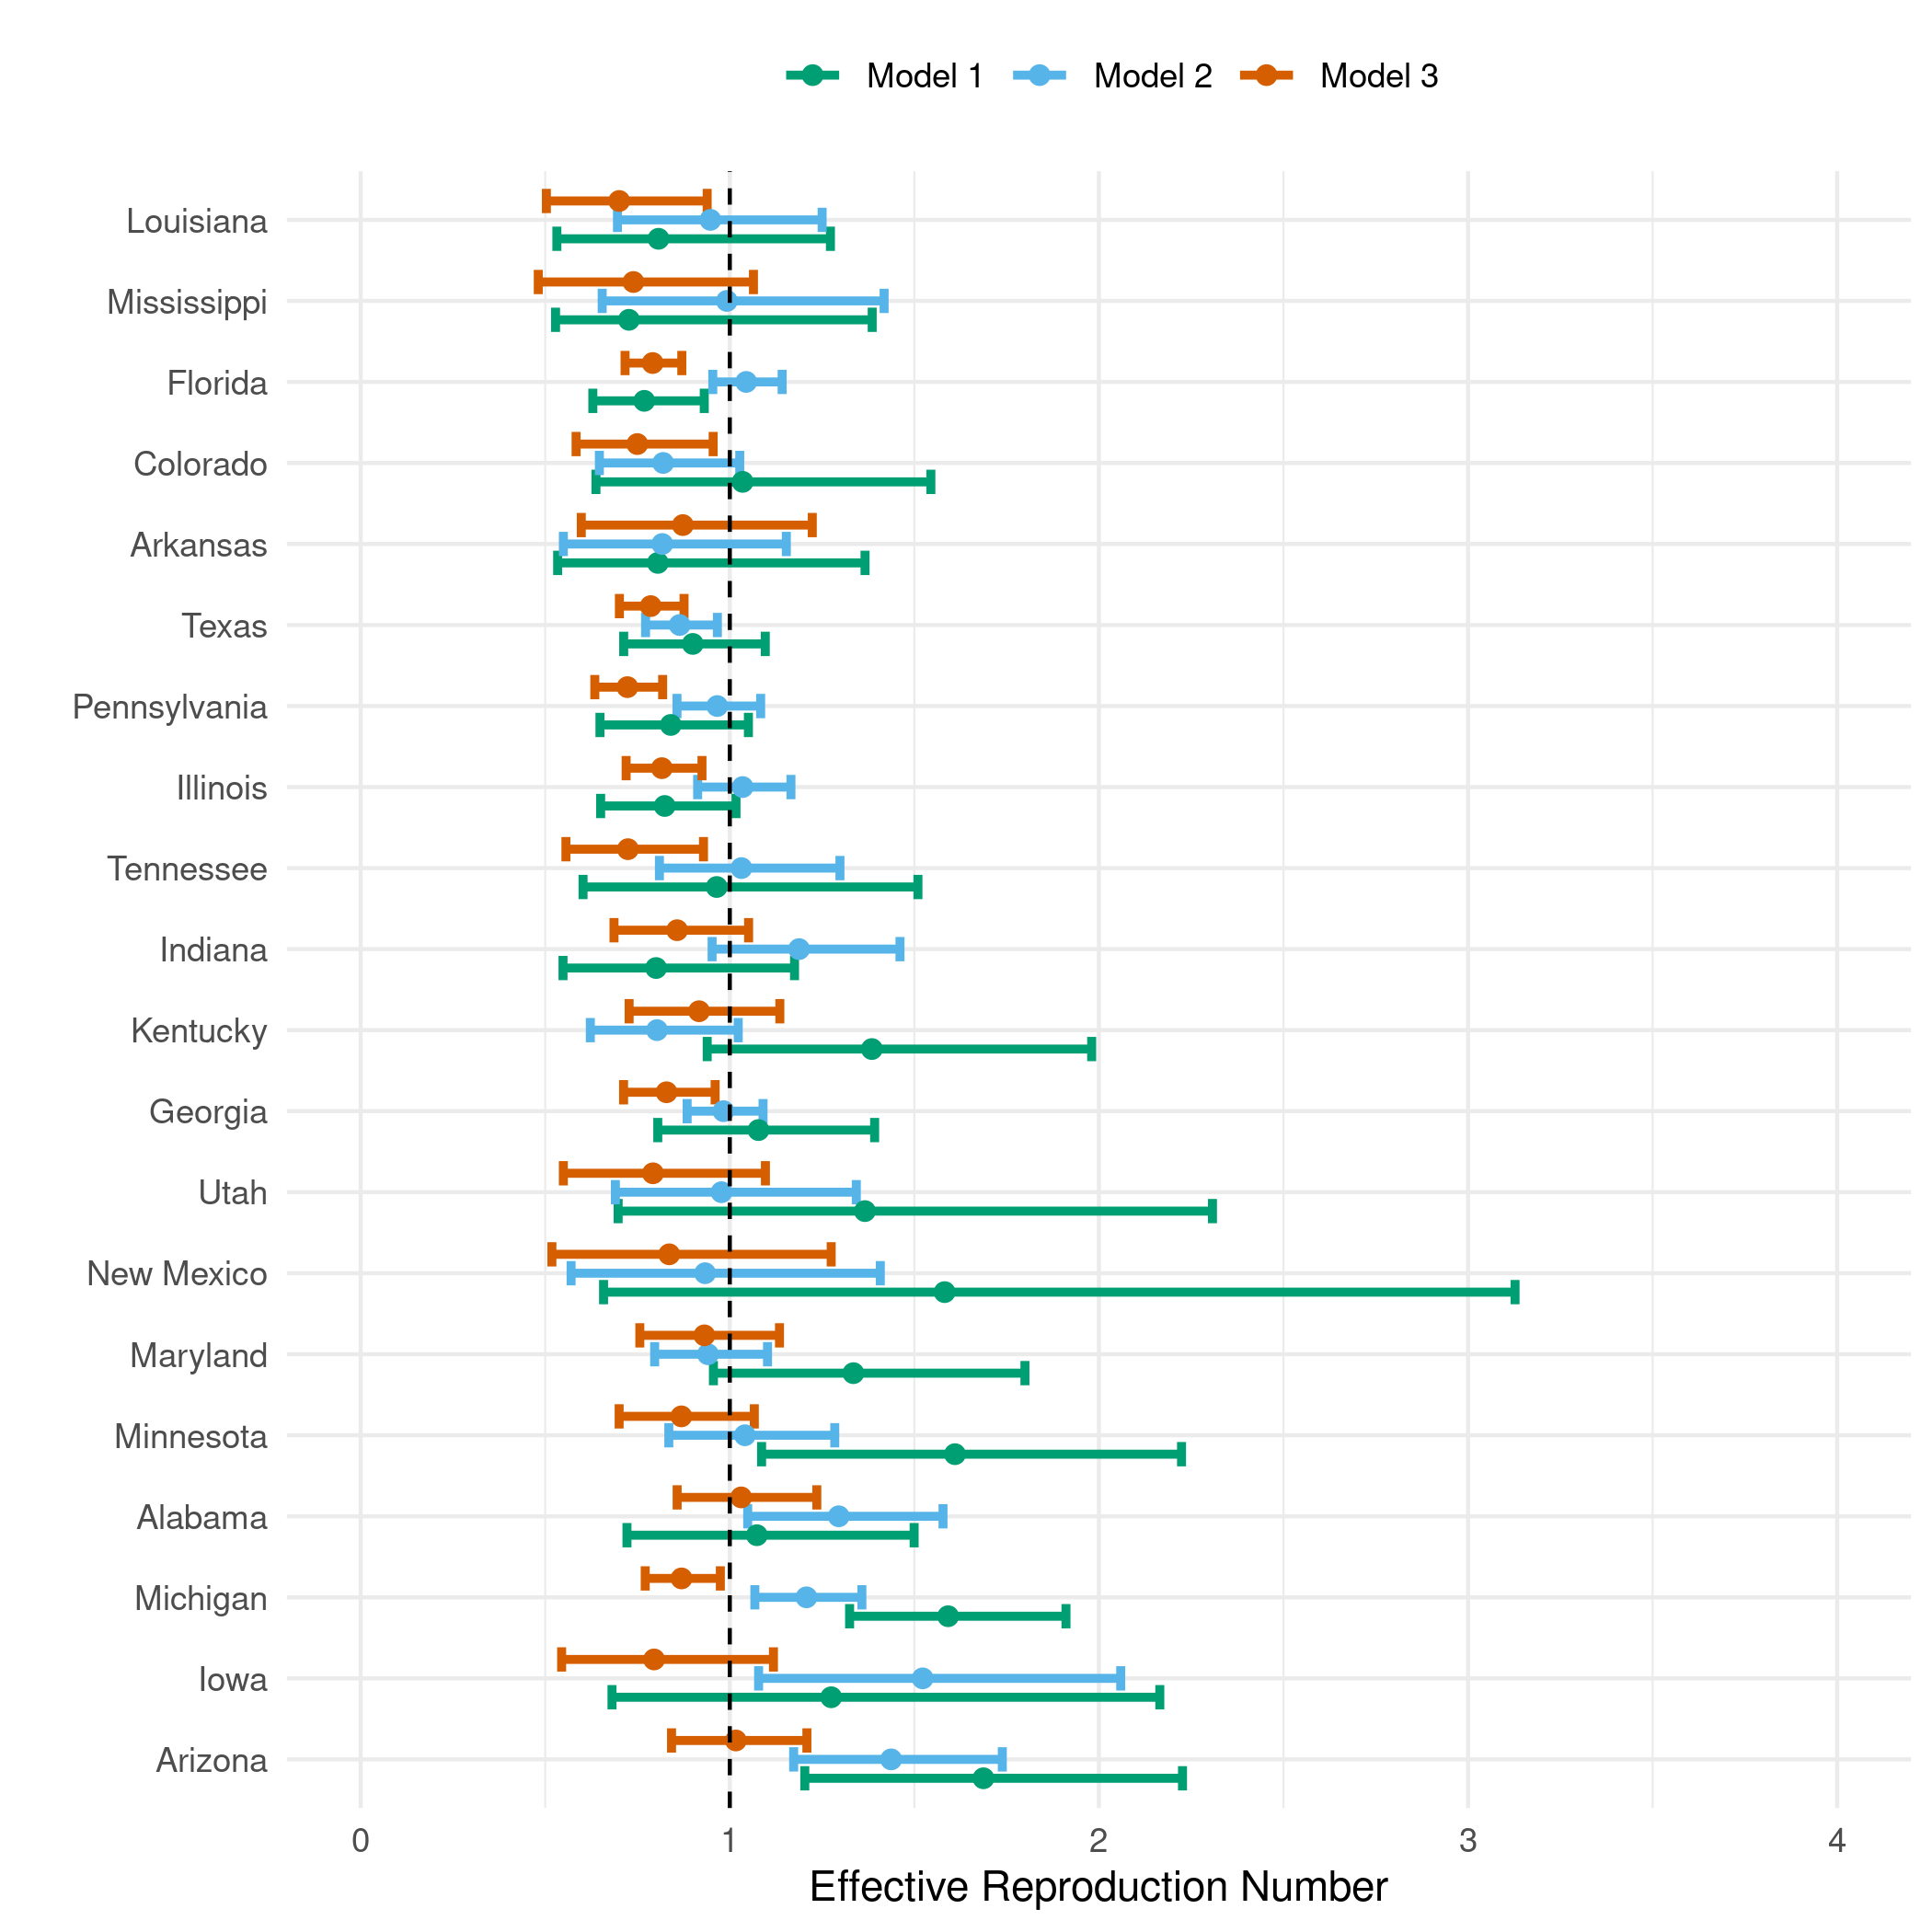 Model 1 Model 2 Model 3
Louisiana
Mississippi
Florida
Colorado
Arkansas
Texas
Pennsylvania
Illinois
Tennessee
Indiana
Kentucky
Georgia
Utah
New Mexico
Maryland
Minnesota
Alabama
Michigan
Iowa
Arizona
0 1 2 3 4
Effective Reproduction Number